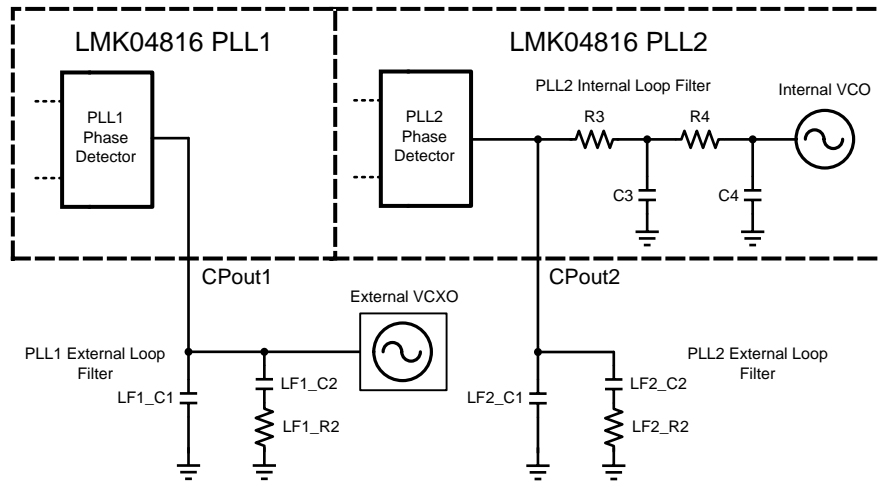 LMK04816 PLL1
LMK04816 PLL2
PLL1
Phase
Detector
PLL2
Phase
Detector
PLL2 Internal Loop Filter
Internal VCO
R3
R4
C3
C4
CPout1
CPout2
External VCXO
PLL1 External Loop
Filter
LF1_C1
LF1_C2
LF1_R2
LF2_C1
LF2_C2
LF2_R2
PLL2 External Loop
Filter